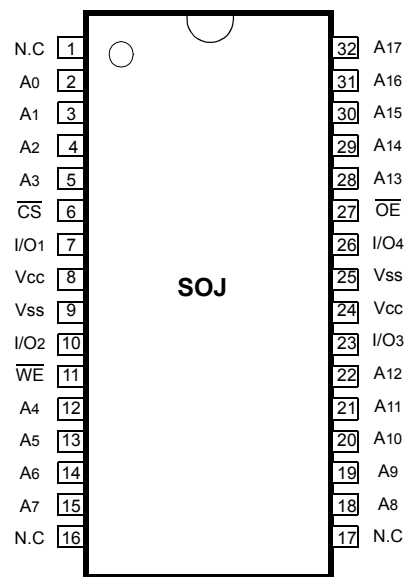 N.C 1 32 A17
A0 2 31 A16
A1 3 30 A15
A2 4 29 A14
A3 5 28 A13
C̅S̅ 6 27 O̅E̅
I/O1 7 26 I/O4
Vcc 8 25 Vss
SOJ
Vss 9 24 Vcc
I/O2 10 23 I/O3
W̅E̅ 11 22 A12
A4 12 21 A11
A5 13 20 A10
A6 14 19 A9
A7 15 18 A8
N.C 16 17 N.C